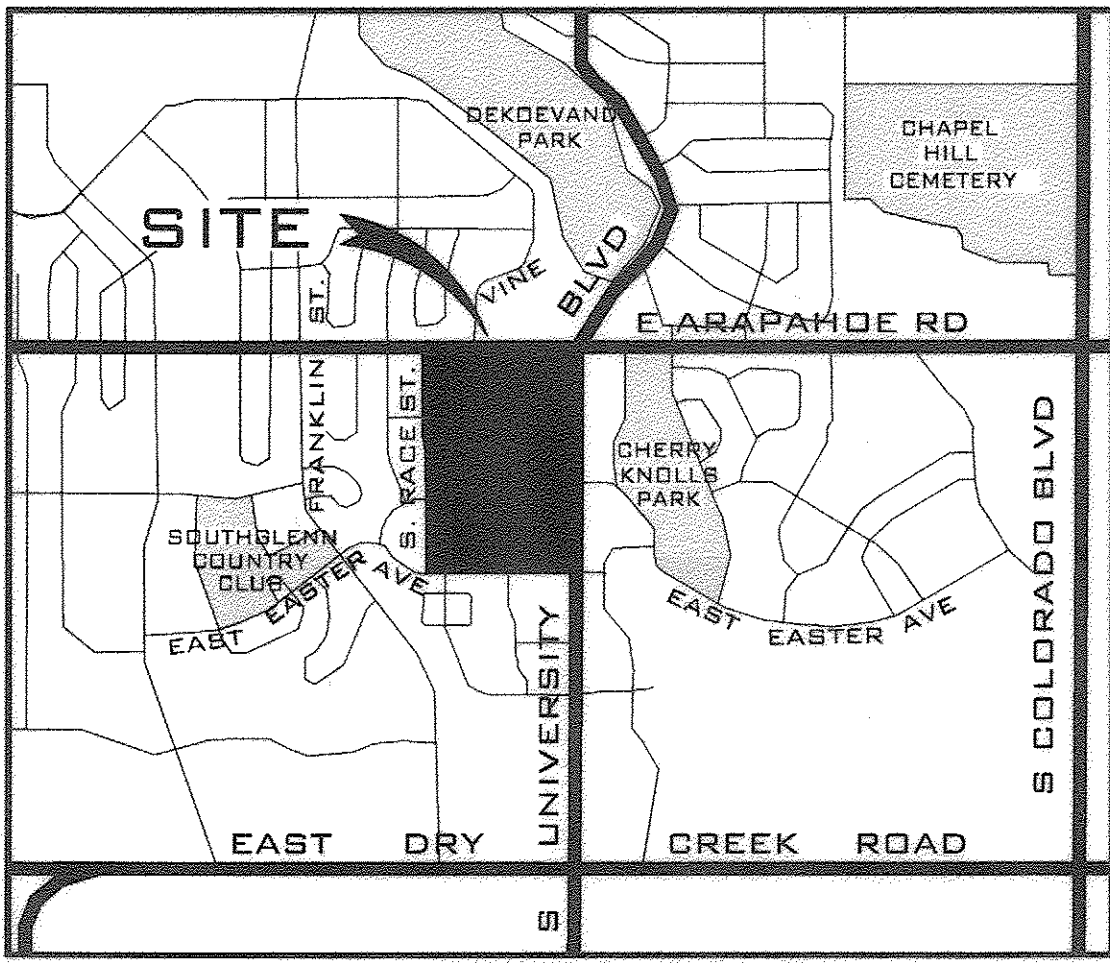 DEKOEVAND
PARK
CHAPEL
HILL
CEMETERY
SITE
VINE
BLVD
E ARAPAHOE RD
FRANKLIN ST.
S. RACE ST.
CHERRY
KNOLLS
PARK
SOUTHGLENN
COUNTRY
CLUB
EAST EASTER AVE
EAST EASTER AVE
S COLORADO BLVD
S UNIVERSITY
EAST DRY CREEK ROAD